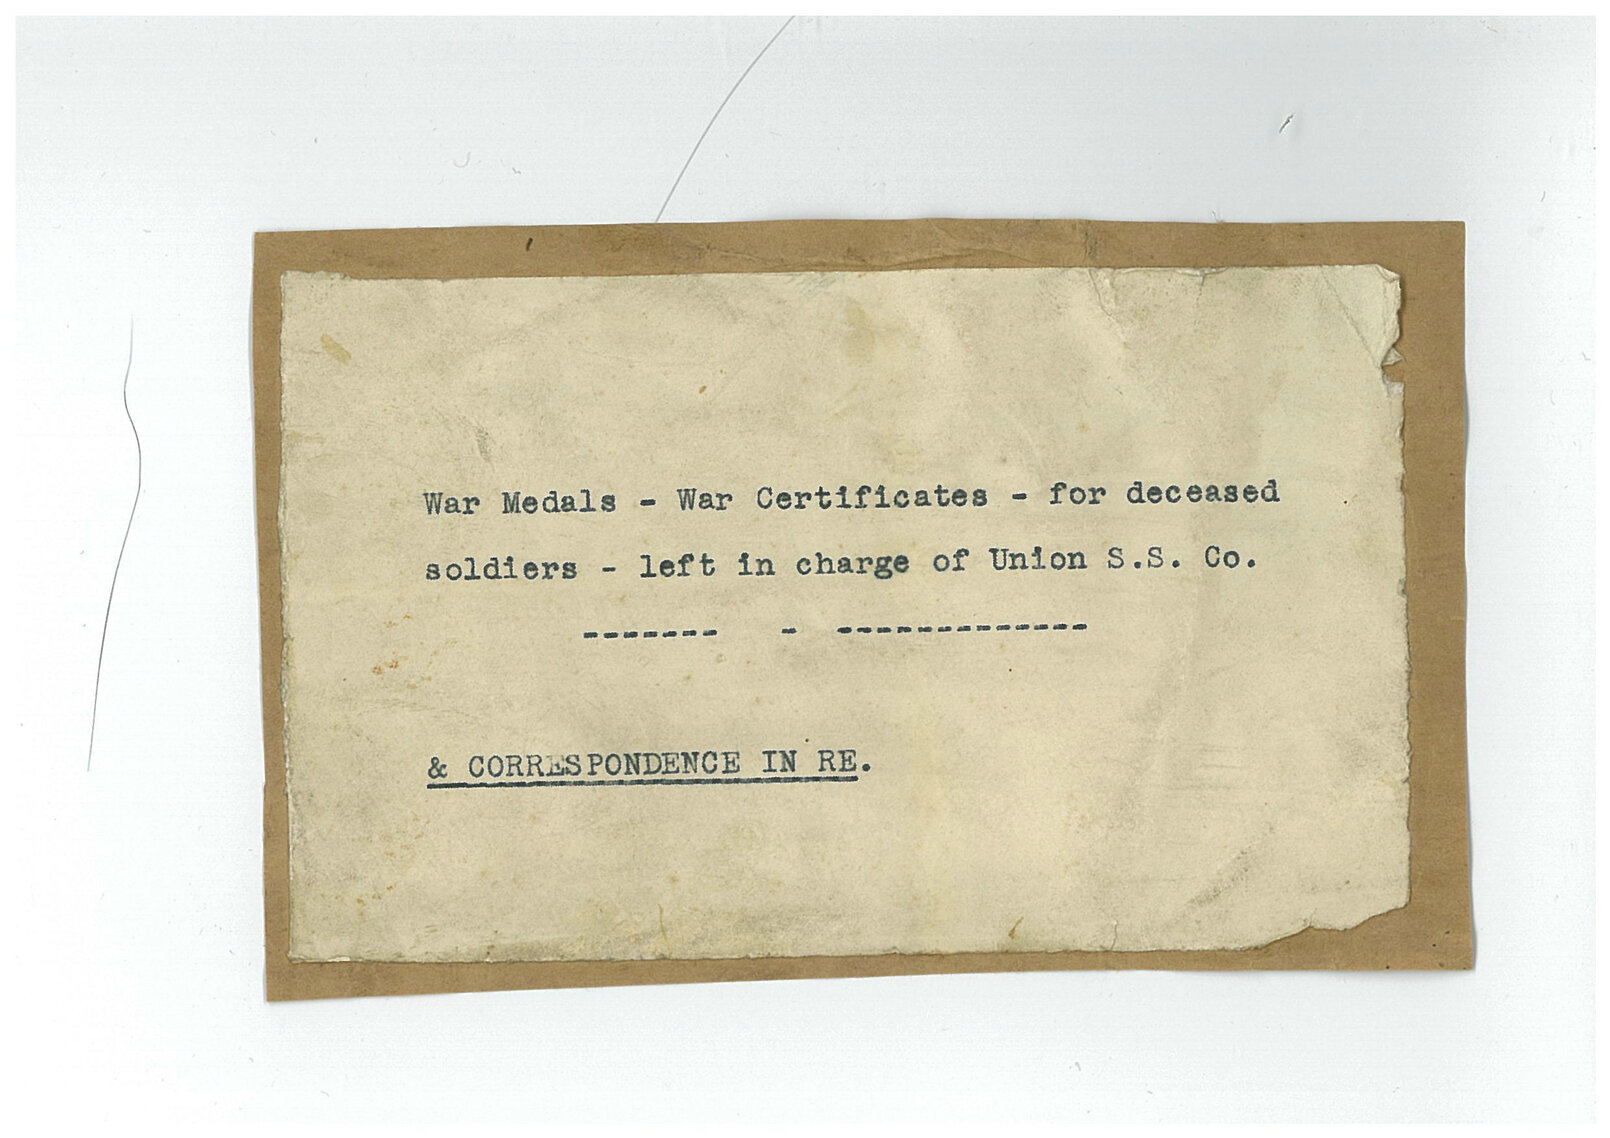 War Medals - War Certificates - for deceased
soldiers - left in charge of Union S.S. Co.
------- - -------------
& CORRESPONDENCE IN RE.